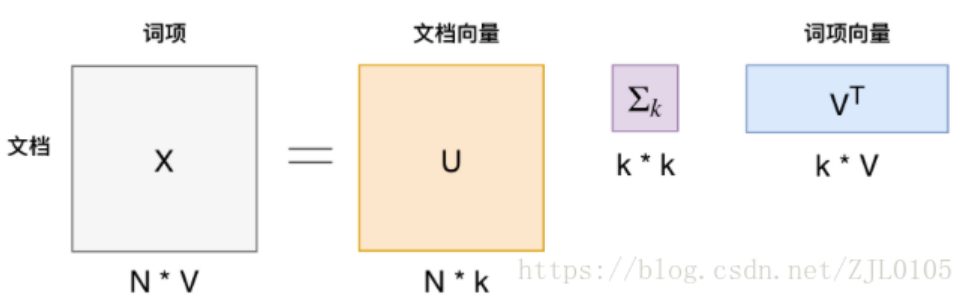 词项 文档向量 词项向量
文档 X = U Σk V^T
k * k k * V
N * V N * k
https://blog.csdn.net/ZJL0105